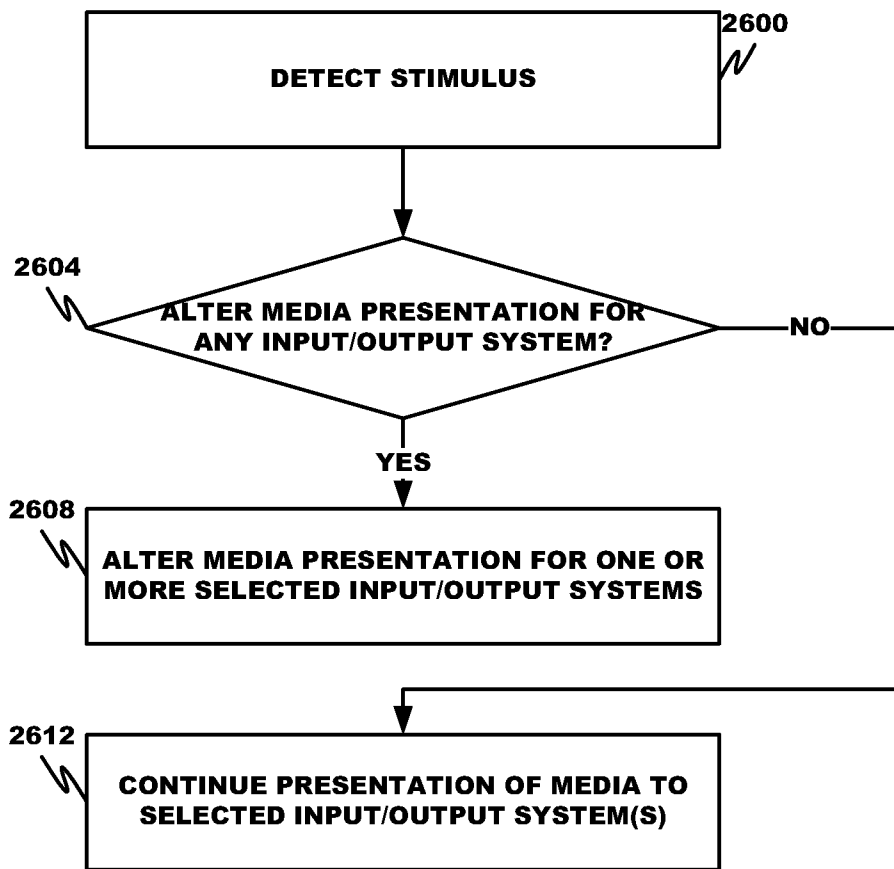 2600
DETECT STIMULUS
2604
ALTER MEDIA PRESENTATION FOR
ANY INPUT/OUTPUT SYSTEM?
NO
YES
2608
ALTER MEDIA PRESENTATION FOR ONE OR
MORE SELECTED INPUT/OUTPUT SYSTEMS
2612
CONTINUE PRESENTATION OF MEDIA TO
SELECTED INPUT/OUTPUT SYSTEM(S)